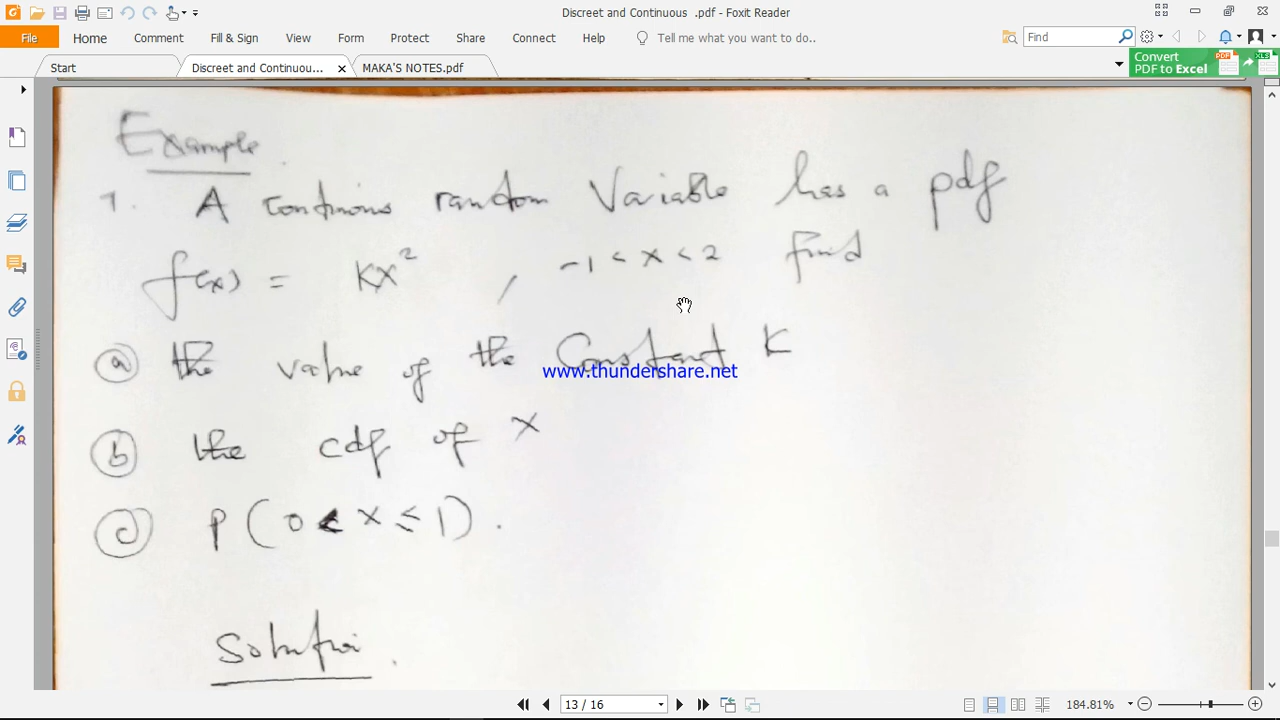 Discreet and Continuous .pdf - Foxit Reader
File Home Comment Fill & Sign View Form Protect Share Connect Help Tell me what you want to do.. Find
Start Discreet and Continuou... MAKA'S NOTES.pdf
Convert
PDF to Excel
PDF XLS
Example
1. A continuous random Variable has a pdf
f(x) = Kx² , -1 < x < 2 find
(a) the value of the Constant K
www.thundershare.net
(b) the cdf of X
(c) P(0 < x ≤ 1).
Solution.
13 / 16 184.81%